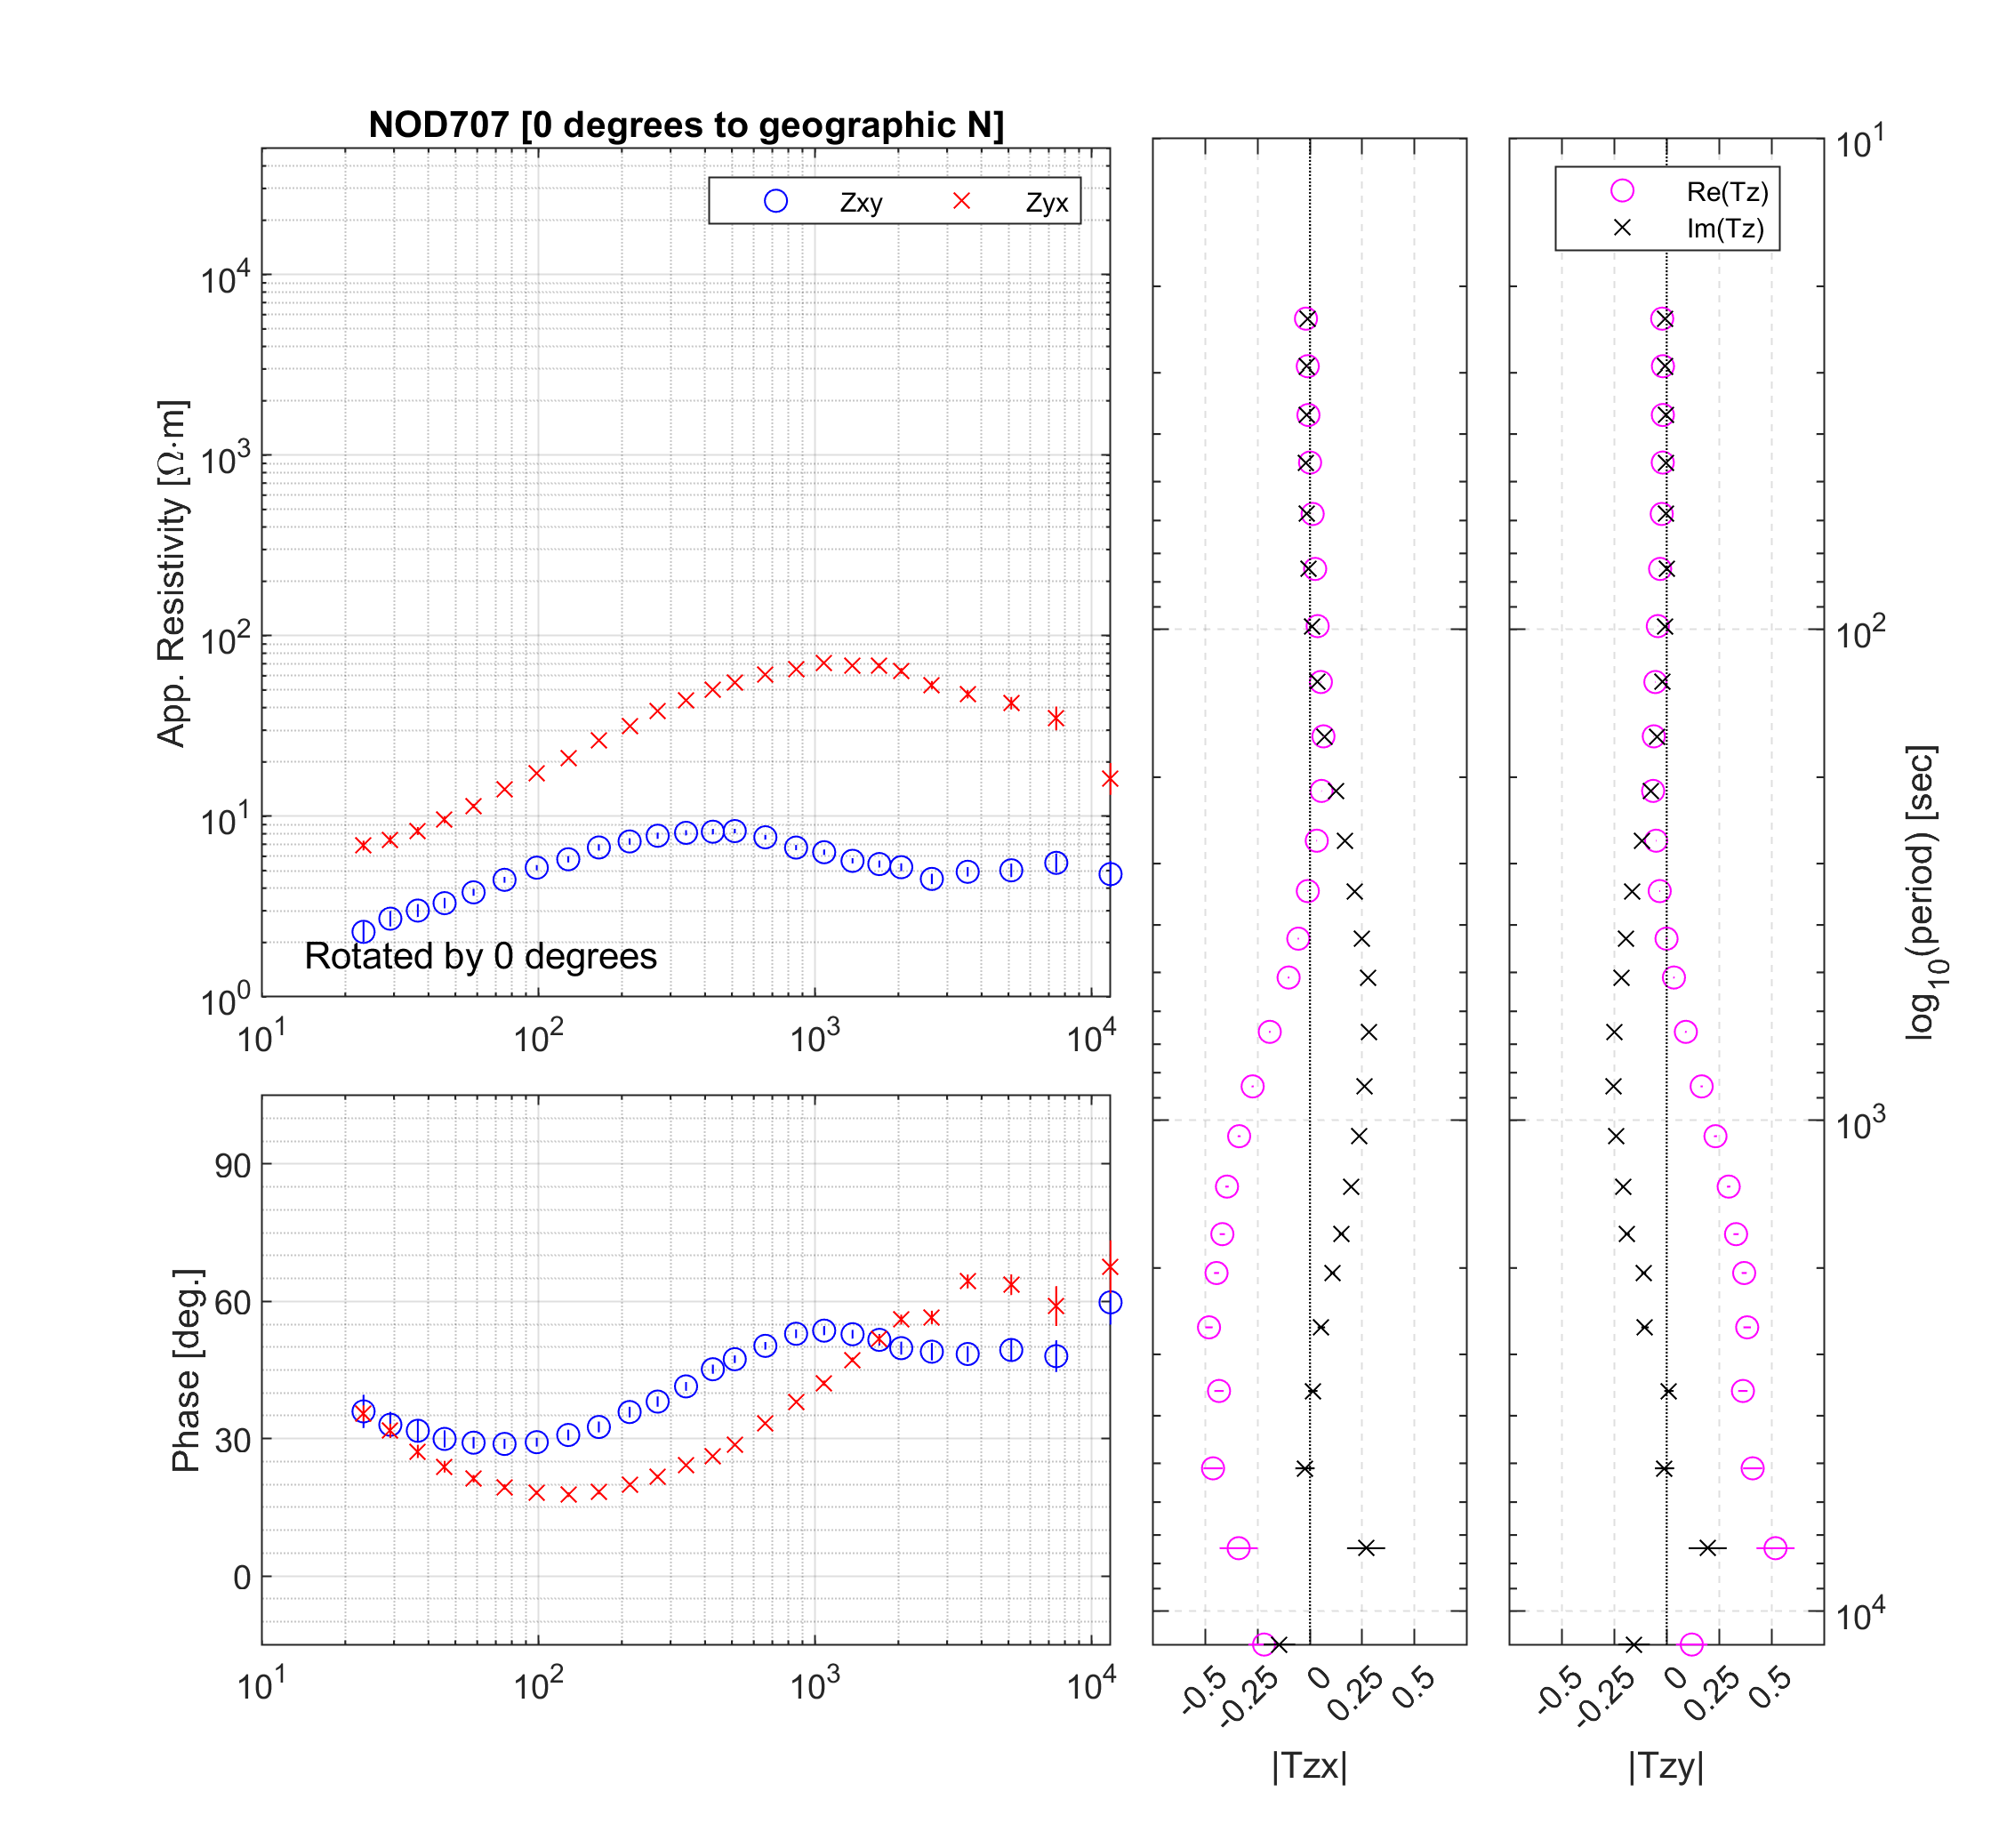 NOD707 [0 degrees to geographic N]
Zxy Zyx
App. Resistivity [Ω·m]
10^4
10^3
10^2
10^1
10^0
Rotated by 0 degrees
10^1 10^2 10^3 10^4
Phase [deg.]
90
60
30
0
10^1 10^2 10^3 10^4
-0.5 -0.25 0 0.25 0.5
|Tzx|
Re(Tz)
Im(Tz)
-0.5 -0.25 0 0.25 0.5
|Tzy|
10^1
10^2
10^3
10^4
log_10(period) [sec]